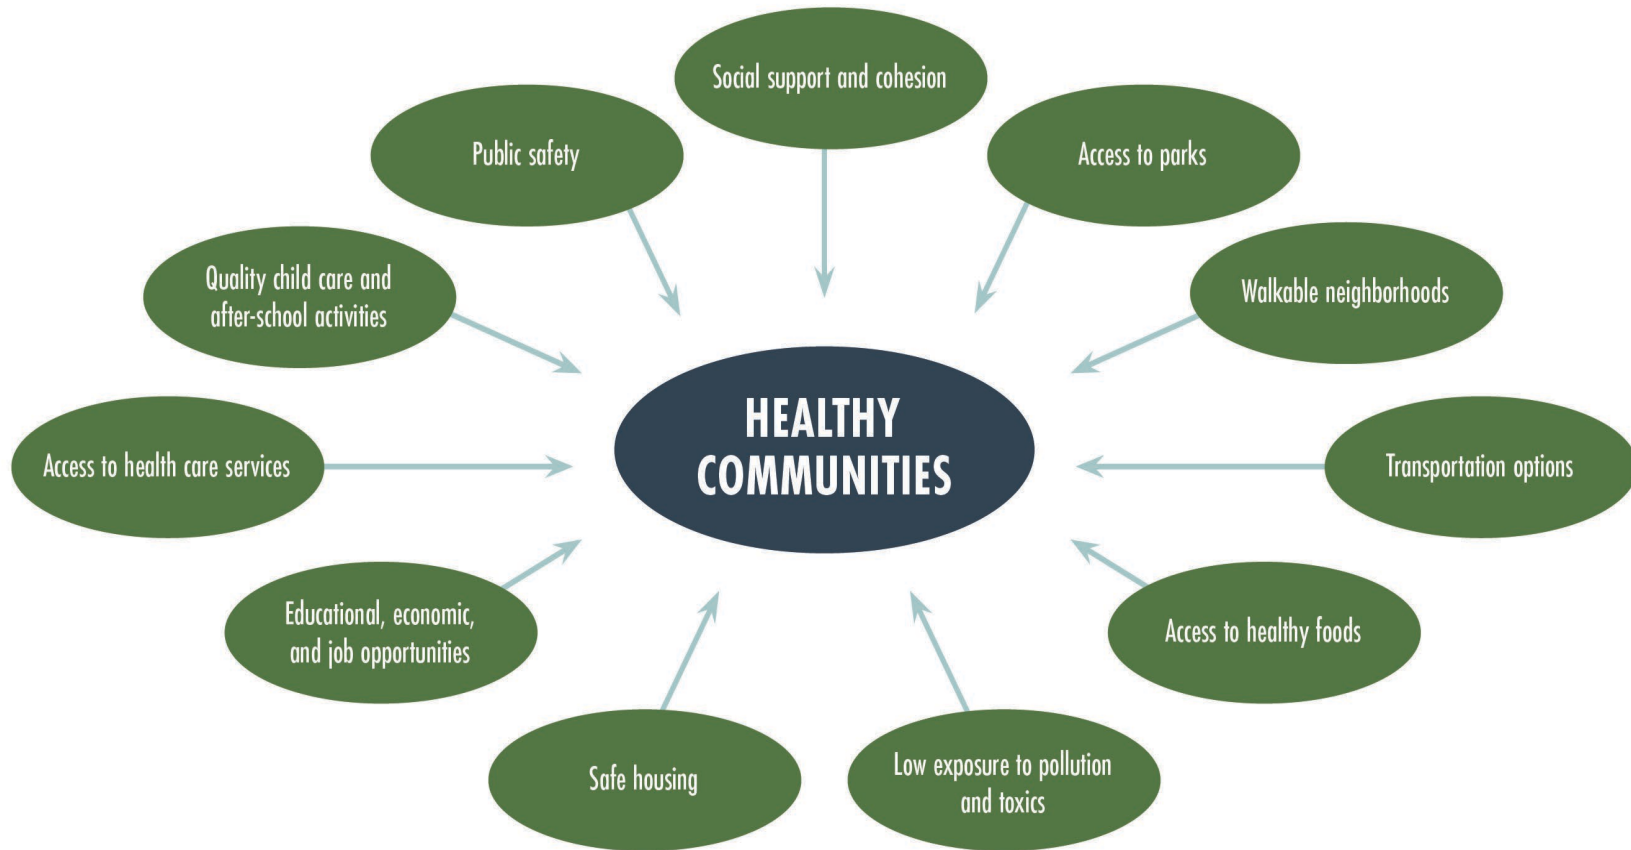 Social support and cohesion
Public safety
Access to parks
Quality child care and
after-school activities
Walkable neighborhoods
HEALTHY
COMMUNITIES
Access to health care services
Transportation options
Educational, economic,
and job opportunities
Access to healthy foods
Safe housing
Low exposure to pollution
and toxics